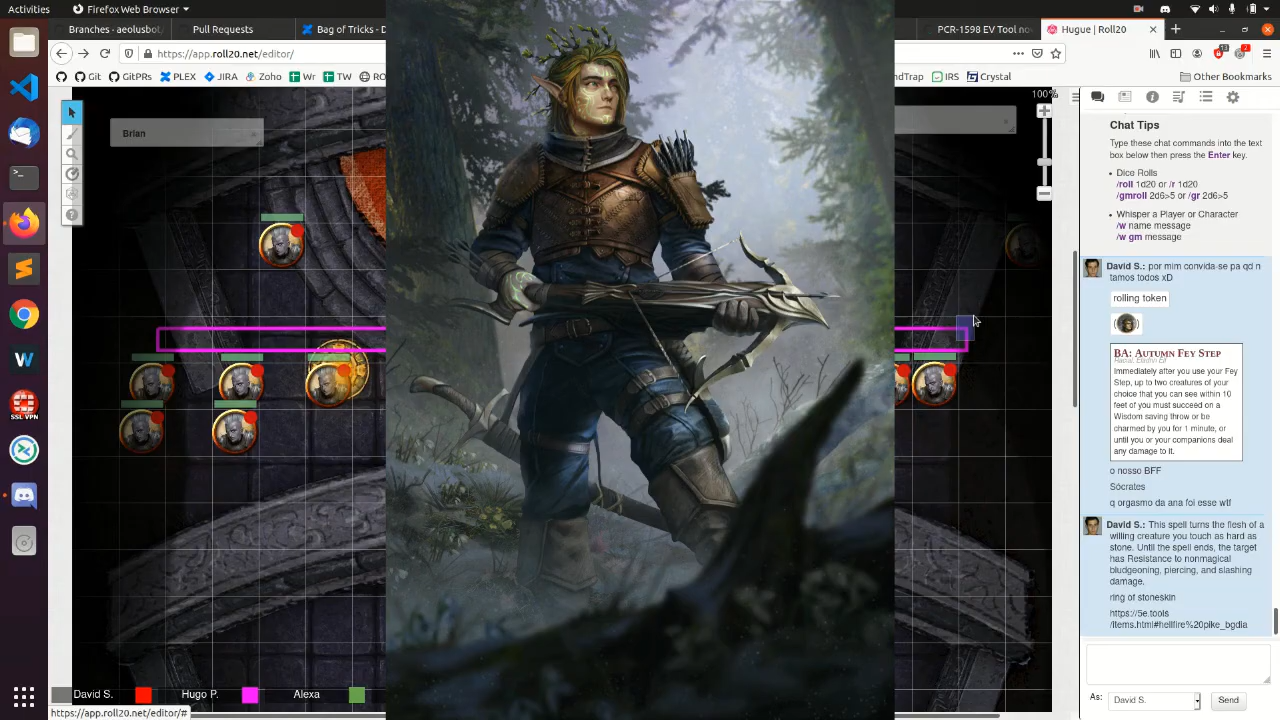 Activities
Firefox Web Browser
Branches - aeolusbot
Pull Requests
Bag of Tricks - D
PCR-1598 EV Tool no
Hugue | Roll20
https://app.roll20.net/editor/
Git
GitPRs
PLEX
JIRA
Zoho
Wr
TW
RO
dTrap
IRS
Crystal
Other Bookmarks
100%
Brian
Chat Tips
Type these chat commands into the text
box below then press the Enter key.
Dice Rolls
/roll 1d20 or /r 1d20
/gmroll 2d6>5 or /gr 2d6>5
Whisper a Player or Character
/w name message
/w gm message
David S.: por mim convida-se pa qd n
tamos todos xD
rolling token
BA: Autumn Fey Step
Racial, Eladrin Elf
Immediately after you use your Fey
Step, up to two creatures of your
choice that you can see within 10
feet of you must succeed on a
Wisdom saving throw or be
charmed by you for 1 minute, or
until you or your companions deal
any damage to it.
o nosso BFF
Sócrates
q orgasmo da ana foi esse wtf
David S.: This spell turns the flesh of a
willing creature you touch as hard as
stone. Until the spell ends, the target
has Resistance to nonmagical
bludgeoning, piercing, and slashing
damage.
ring of stoneskin
https://5e.tools
/items.html#hellfire%20pike_bgdia
As:
David S.
Send
David S.
Hugo P.
Alexa
https://app.roll20.net/editor/#
SSL VPN